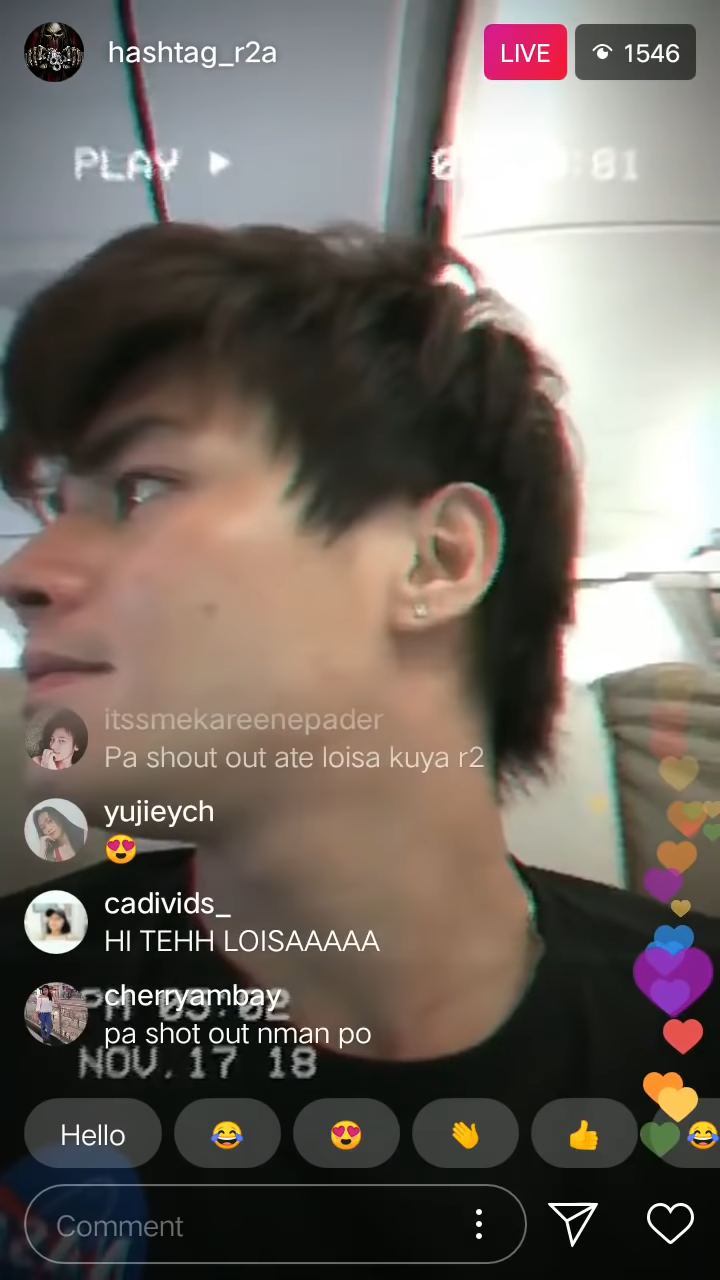 hashtag_r2a
LIVE
1546
PLAY
itssmekareenepader
Pa shout out ate loisa kuya r2
yujieych
cadivids_
HI TEHH LOISAAAAA
cherryambay
pa shot out nman po
NOV. 17 18
Hello
Comment